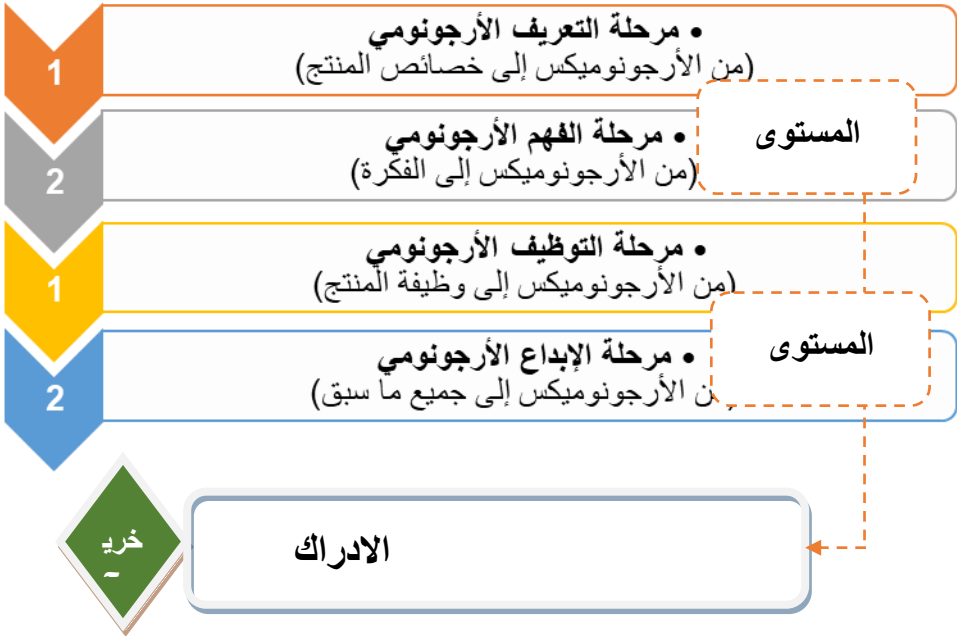 1
• مرحلة التعريف الأرجونومي
(من الأرجونوميكس إلى خصائص المنتج)
المستوى
2
• مرحلة الفهم الأرجونومي
(من الأرجونوميكس إلى الفكرة)
1
• مرحلة التوظيف الأرجونومي
(من الأرجونوميكس إلى وظيفة المنتج)
المستوى
2
• مرحلة الإبداع الأرجونومي
الأرجونوميكس إلى جميع ما سبق)
الادراك